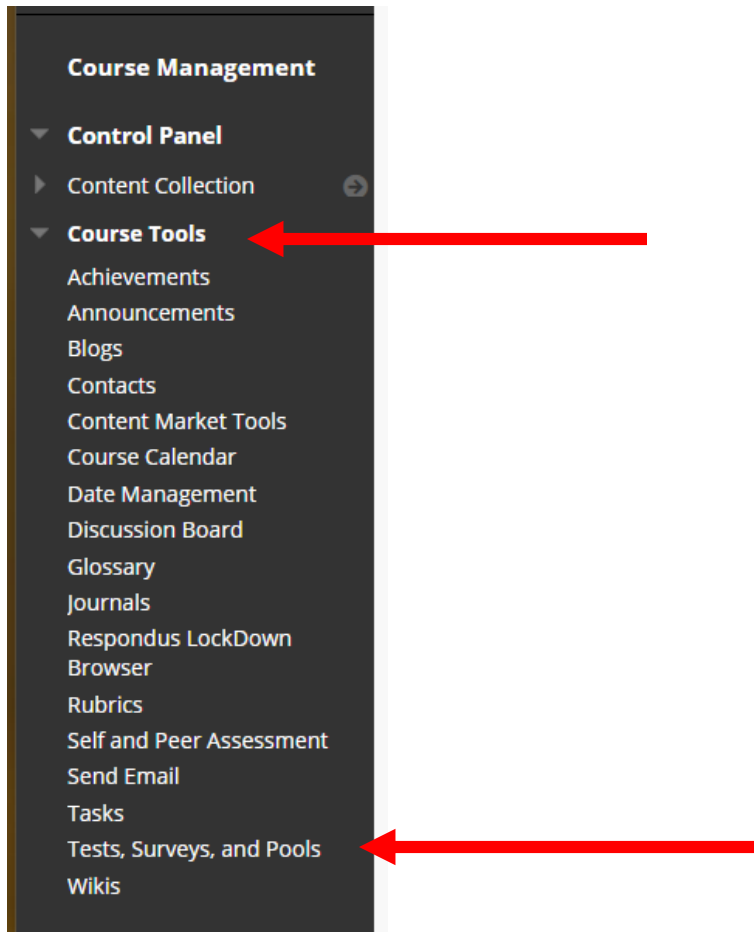 Course Management
Control Panel
Content Collection
Course Tools
Achievements
Announcements
Blogs
Contacts
Content Market Tools
Course Calendar
Date Management
Discussion Board
Glossary
Journals
Respondus LockDown
Browser
Rubrics
Self and Peer Assessment
Send Email
Tasks
Tests, Surveys, and Pools
Wikis